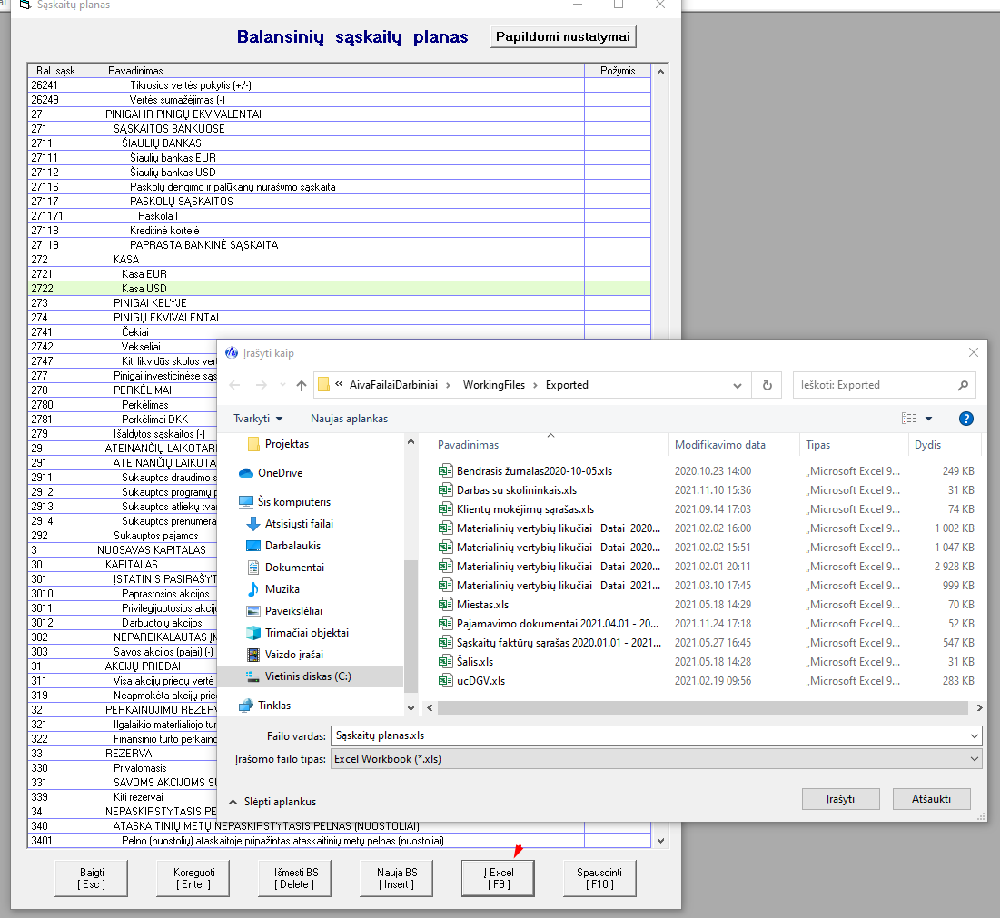 Sąskaitų planas
Balansinių sąskaitų planas
Papildomi nustatymai
Bal. sąsk. Pavadinimas Požymis
26241 Tikrosios vertės pokytis (+/-)
26249 Vertės sumažėjimas (-)
27 PINIGAI IR PINIGŲ EKVIVALENTAI
271 SĄSKAITOS BANKUOSE
2711 ŠIAULIŲ BANKAS
27111 Šiaulių bankas EUR
27112 Šiaulių bankas USD
27116 Paskolų dengimo ir palūkanų nurašymo sąskaita
27117 PASKOLŲ SĄSKAITOS
271171 Paskola I
27118 Kreditinė kortelė
27119 PAPRASTA BANKINĖ SĄSKAITA
272 KASA
2721 Kasa EUR
2722 Kasa USD
273 PINIGAI KELYJE
274 PINIGŲ EKVIVALENTAI
2741 Čekiai
2742 Vekseliai
2747 Kiti likvidūs skolos ver
277 Pinigai investicinėse sąs
278 PERKĖLIMAI
2780 Perkėlimas
2781 Perkėlimai DKK
279 Įšaldytos sąskaitos (-)
29 ATEINANČIŲ LAIKOTARI
291 ATEINANČIŲ LAIKOTA
2911 Sukauptos draudimo s
2912 Sukauptos programų p
2913 Sukauptos atliekų tva
2914 Sukauptos prenumera
292 Sukauptos pajamos
3 NUOSAVAS KAPITALAS
30 KAPITALAS
301 ĮSTATINIS PASIRAŠYT
3010 Paprastosios akcijos
3011 Privilegijuotosios akcijo
3012 Darbuotojų akcijos
302 NEPAREIKALAUTAS ĮM
303 Savos akcijos (pajai) (-)
31 AKCIJŲ PRIEDAI
311 Visa akcijų priedų vertė
319 Neapmokėta akcijų prie
32 PERKAINOJIMO REZERV
321 Ilgalaikio materlialiojo tur
322 Finansinio turto perkaino
33 REZERVAI
330 Privalomasis
331 SAVOMS AKCIJOMS SU
339 Kiti rezervai
34 NEPASKIRSTYTASIS PE
340 ATASKAITINIŲ METŲ NEPASKIRSTYTASIS PELNAS (NUOSTOLIAI)
3401 Pelno (nuostolių) ataskaitoje pripažintas ataskaitinių metų pelnas (nuostoliai)
Baigti
[ Esc ]
Koreguoti
[ Enter ]
Išmesti BS
[ Delete ]
Nauja BS
[ Insert ]
Į Excel
[ F9 ]
Spausdinti
[ F10 ]
Įrašyti kaip
« AivaFailaiDarbiniai › _WorkingFiles › Exported
Ieškoti: Exported
Tvarkyti Naujas aplankas
Projektas
OneDrive
Šis kompiuteris
Atsisiųsti failai
Darbalaukis
Dokumentai
Muzika
Paveikslėliai
Trimačiai objektai
Vaizdo įrašai
Vietinis diskas (C:)
Tinklas
Pavadinimas Modifikavimo data Tipas Dydis
Bendrasis žurnalas2020-10-05.xls 2020.10.23 14:00 „Microsoft Excel 9... 249 KB
Darbas su skolininkais.xls 2021.11.10 15:36 „Microsoft Excel 9... 31 KB
Klientų mokėjimų sąrašas.xls 2021.09.14 17:03 „Microsoft Excel 9... 74 KB
Materialinių vertybių likučiai Datai 2020... 2021.02.02 16:00 „Microsoft Excel 9... 1 002 KB
Materialinių vertybių likučiai Datai 2020... 2021.02.02 15:51 „Microsoft Excel 9... 1 047 KB
Materialinių vertybių likučiai Datai 2020... 2021.02.01 20:11 „Microsoft Excel 9... 2 928 KB
Materialinių vertybių likučiai Datai 2021... 2021.03.10 17:45 „Microsoft Excel 9... 999 KB
Miestas.xls 2021.05.18 14:29 „Microsoft Excel 9... 70 KB
Pajamavimo dokumentai 2021.04.01 - 20... 2021.11.24 17:18 „Microsoft Excel 9... 52 KB
Sąskaitų faktūrų sąrašas 2020.01.01 - 2021... 2021.05.27 16:45 „Microsoft Excel 9... 547 KB
Šalis.xls 2021.05.18 14:28 „Microsoft Excel 9... 31 KB
ucDGV.xls 2021.02.19 09:56 „Microsoft Excel 9... 283 KB
Failo vardas: Sąskaitų planas.xls
Įrašomo failo tipas: Excel Workbook (*.xls)
Slėpti aplankus
Įrašyti
Atšaukti